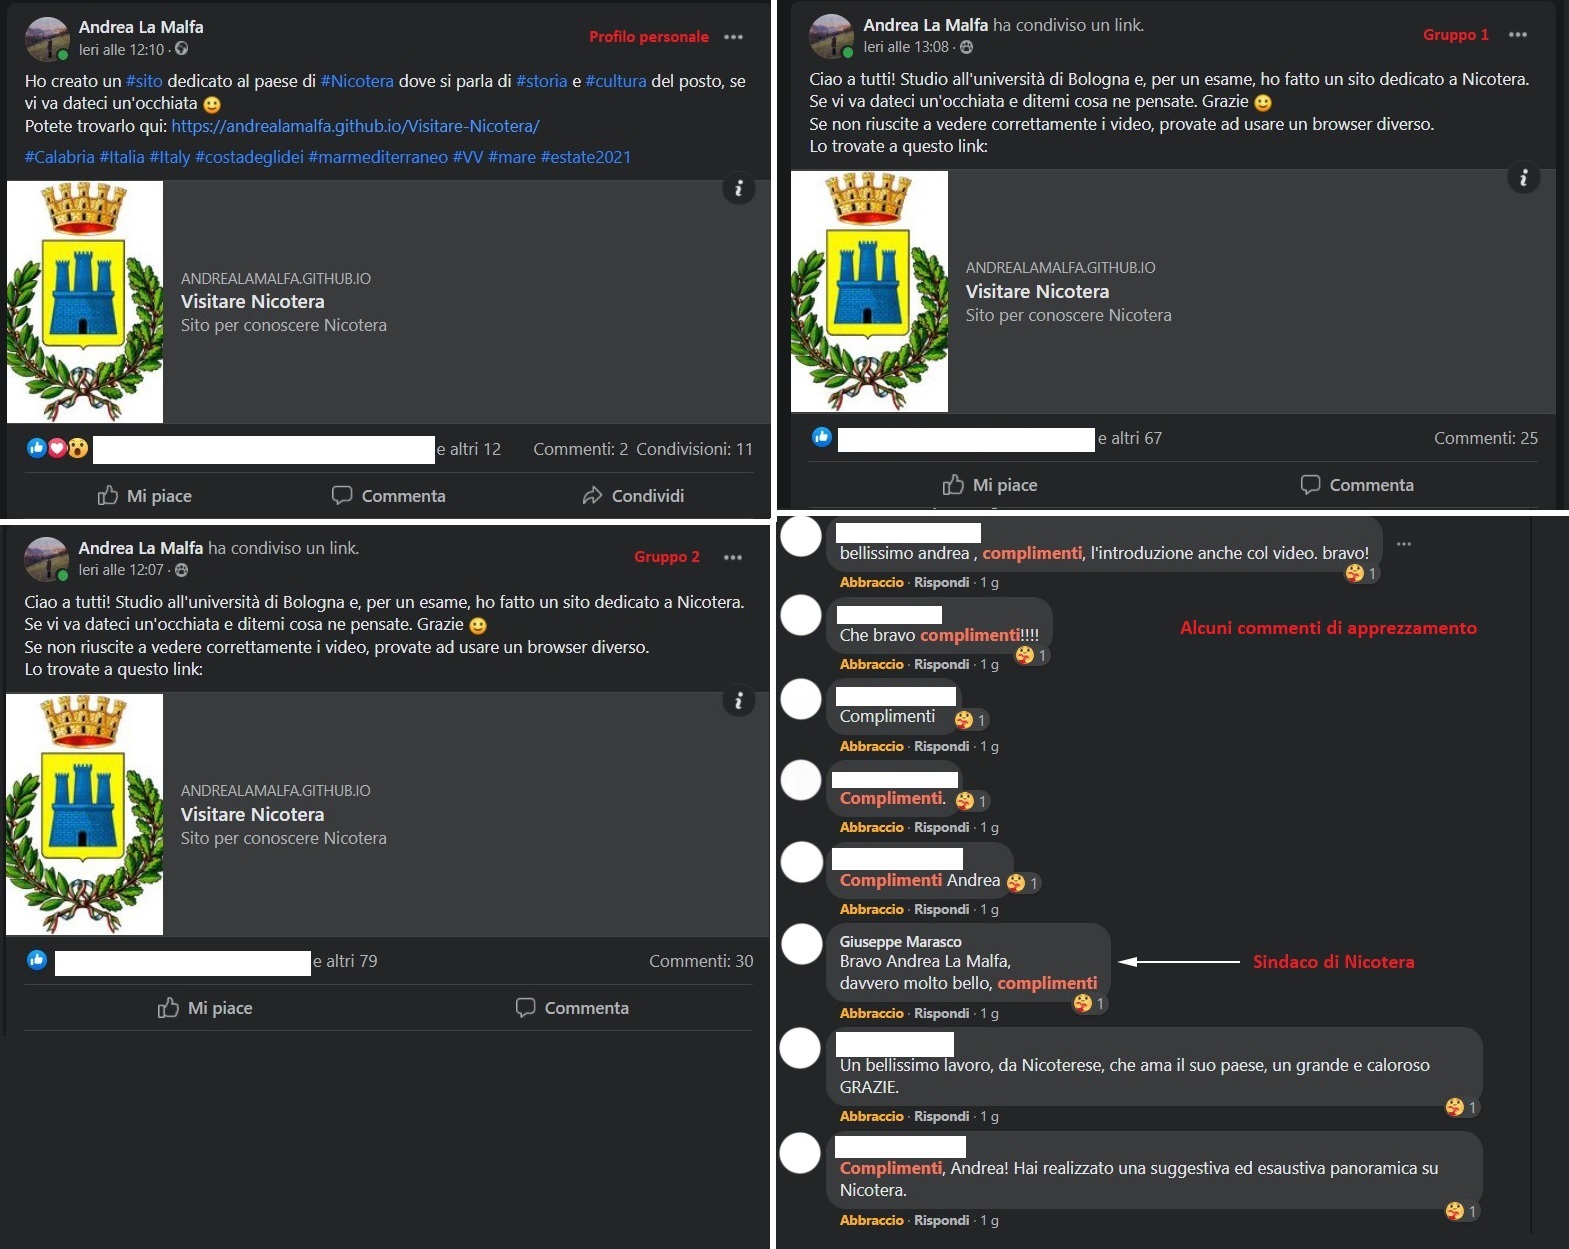 Andrea La Malfa
Ieri alle 12:10 ·
Profilo personale
Ho creato un #sito dedicato al paese di #Nicotera dove si parla di #storia e #cultura del posto, se
vi va dateci un'occhiata
Potete trovarlo qui: https://andrealamalfa.github.io/Visitare-Nicotera/
#Calabria #Italia #Italy #costadeglidei #marmediterraneo #VV #mare #estate2021
ANDREALAMALFA.GITHUB.IO
Visitare Nicotera
Sito per conoscere Nicotera
e altri 12 Commenti: 2 Condivisioni: 11
Mi piace Commenta Condividi
Andrea La Malfa ha condiviso un link.
Ieri alle 13:08 ·
Gruppo 1
Ciao a tutti! Studio all'università di Bologna e, per un esame, ho fatto un sito dedicato a Nicotera.
Se vi va dateci un'occhiata e ditemi cosa ne pensate. Grazie
Se non riuscite a vedere correttamente i video, provate ad usare un browser diverso.
Lo trovate a questo link:
ANDREALAMALFA.GITHUB.IO
Visitare Nicotera
Sito per conoscere Nicotera
e altri 67 Commenti: 25
Mi piace Commenta
Andrea La Malfa ha condiviso un link.
Ieri alle 12:07 ·
Gruppo 2
Ciao a tutti! Studio all'università di Bologna e, per un esame, ho fatto un sito dedicato a Nicotera.
Se vi va dateci un'occhiata e ditemi cosa ne pensate. Grazie
Se non riuscite a vedere correttamente i video, provate ad usare un browser diverso.
Lo trovate a questo link:
ANDREALAMALFA.GITHUB.IO
Visitare Nicotera
Sito per conoscere Nicotera
e altri 79 Commenti: 30
Mi piace Commenta
bellissimo andrea , complimenti, l'introduzione anche col video. bravo!
1
Abbraccio · Rispondi · 1 g
Che bravo complimenti!!!!
1
Abbraccio · Rispondi · 1 g
Alcuni commenti di apprezzamento
Complimenti
1
Abbraccio · Rispondi · 1 g
Complimenti.
1
Abbraccio · Rispondi · 1 g
Complimenti Andrea
1
Abbraccio · Rispondi · 1 g
Giuseppe Marasco
Bravo Andrea La Malfa,
davvero molto bello, complimenti
1
Abbraccio · Rispondi · 1 g
Sindaco di Nicotera
Un bellissimo lavoro, da Nicoterese, che ama il suo paese, un grande e caloroso
GRAZIE.
1
Abbraccio · Rispondi · 1 g
Complimenti, Andrea! Hai realizzato una suggestiva ed esaustiva panoramica su
Nicotera.
1
Abbraccio · Rispondi · 1 g